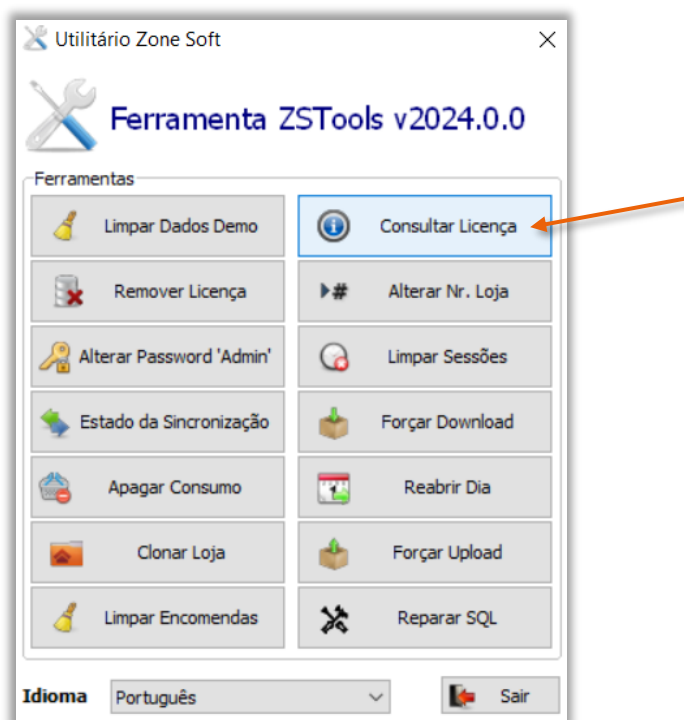 Utilitário Zone Soft
Ferramenta ZSTools v2024.0.0
Ferramentas
Limpar Dados Demo
Consultar Licença
Remover Licença
# Alterar Nr. Loja
Alterar Password 'Admin'
Limpar Sessões
Estado da Sincronização
Forçar Download
Apagar Consumo
Reabrir Dia
Clonar Loja
Forçar Upload
Limpar Encomendas
Reparar SQL
Idioma Português Sair